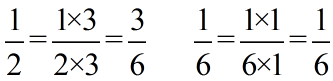 1/2 = 1×3/2×3 = 3/6   1/6 = 1×1/6×1 = 1/6